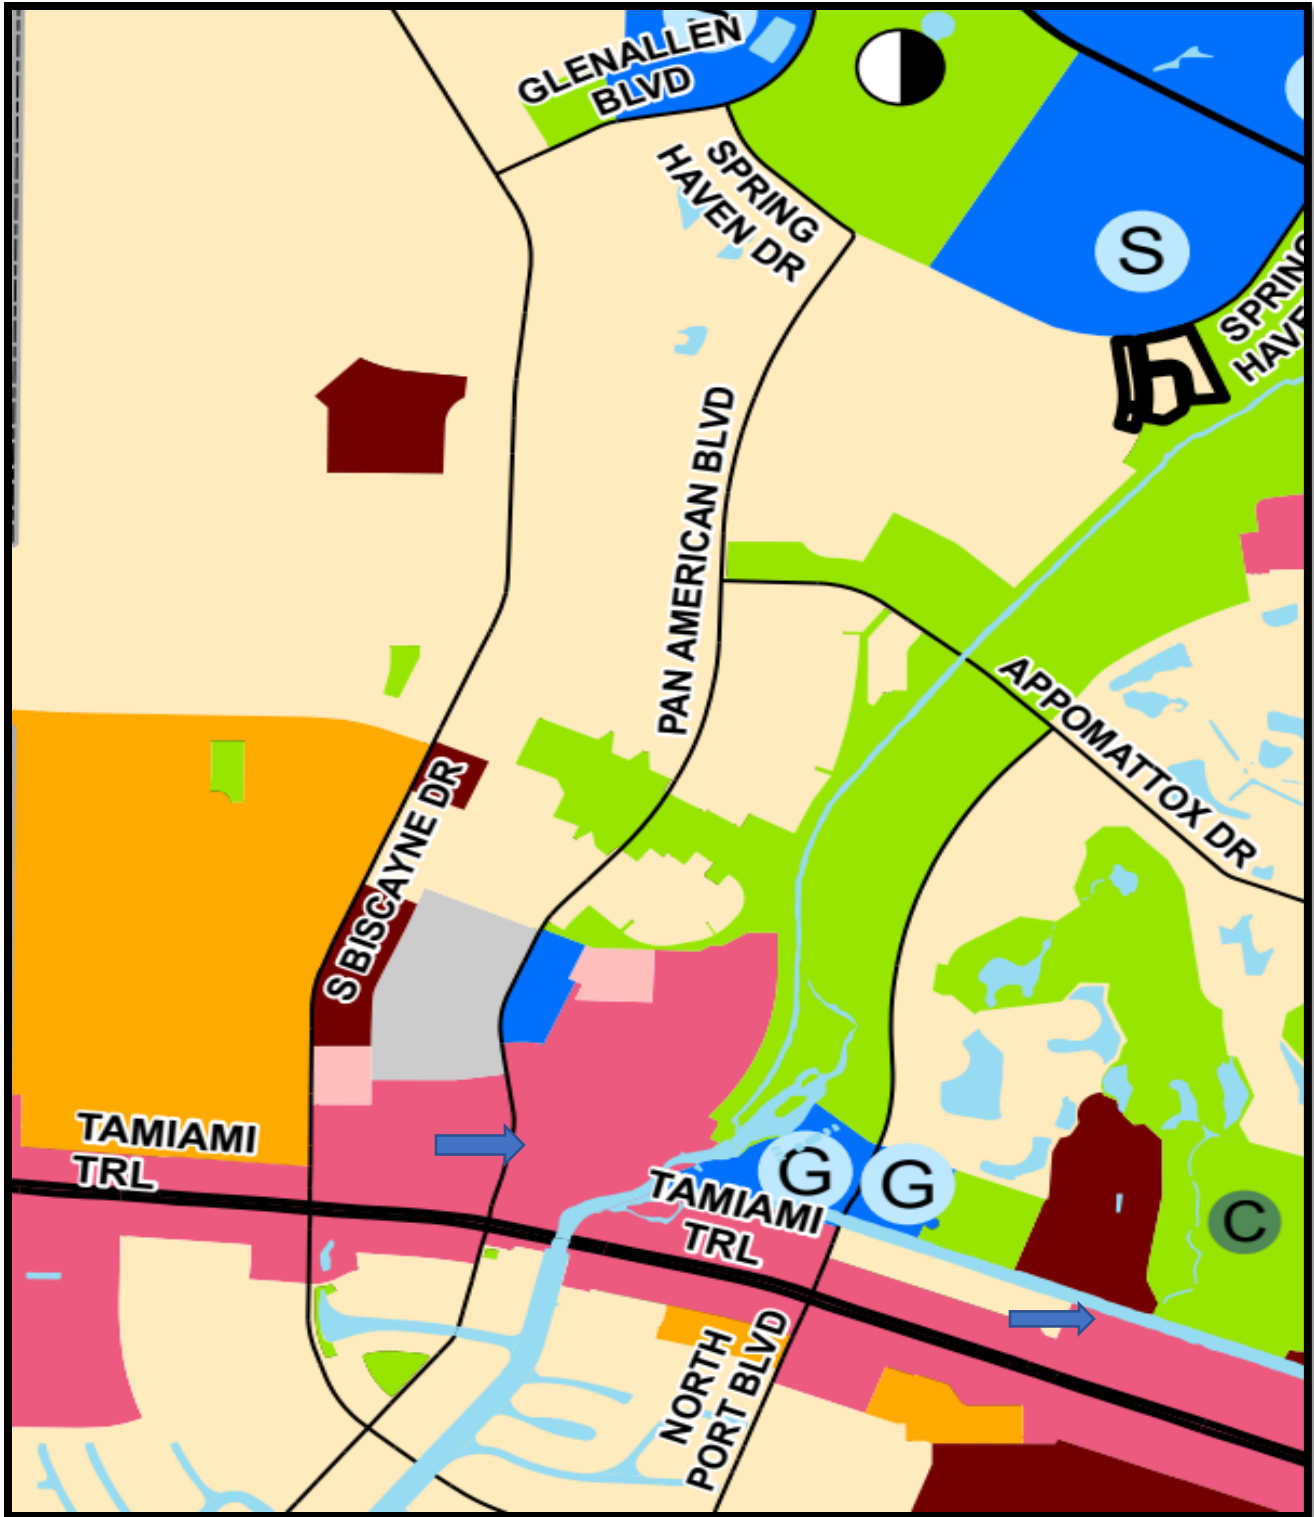 GLENALLEN
BLVD
SPRING
HAVEN DR
S
SPRING
PAN AMERICAN BLVD
APPOMATTOX DR
S BISCAYNE DR
TAMIAMI
TRL
G
G
TAMIAMI
TRL
C
NORTH
PORT BLVD